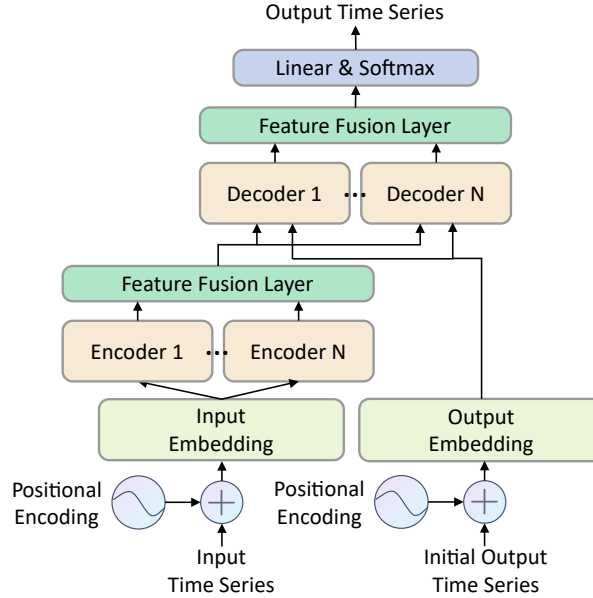 Output Time Series
Linear & Softmax
Feature Fusion Layer
Decoder 1
...
Decoder N
Feature Fusion Layer
Encoder 1
...
Encoder N
Input
Embedding
Output
Embedding
Positional
Encoding
Positional
Encoding
Input
Time Series
Initial Output
Time Series